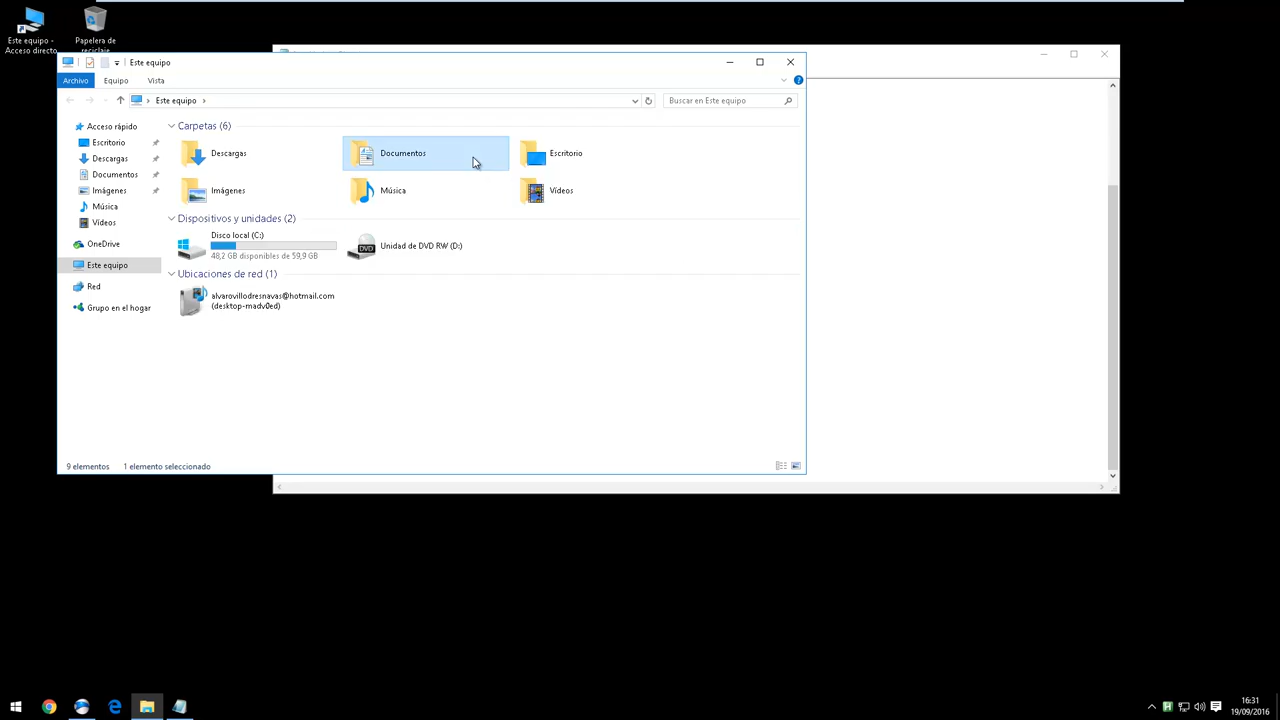 Este equipo -
Acceso directo
Papelera de
reciclaje
Este equipo
Archivo
Equipo
Vista
Este equipo
Buscar en Este equipo
Acceso rápido
Escritorio
Descargas
Documentos
Imágenes
Música
Vídeos
OneDrive
Este equipo
Red
Grupo en el hogar
Carpetas (6)
Descargas
Documentos
Escritorio
Imágenes
Música
Vídeos
Dispositivos y unidades (2)
Disco local (C:)
48,2 GB disponibles de 59,9 GB
DVD
Unidad de DVD RW (D:)
Ubicaciones de red (1)
alvarovillodresnavas@hotmail.com
(desktop-madv0ed)
9 elementos
1 elemento seleccionado
16:31
19/09/2016